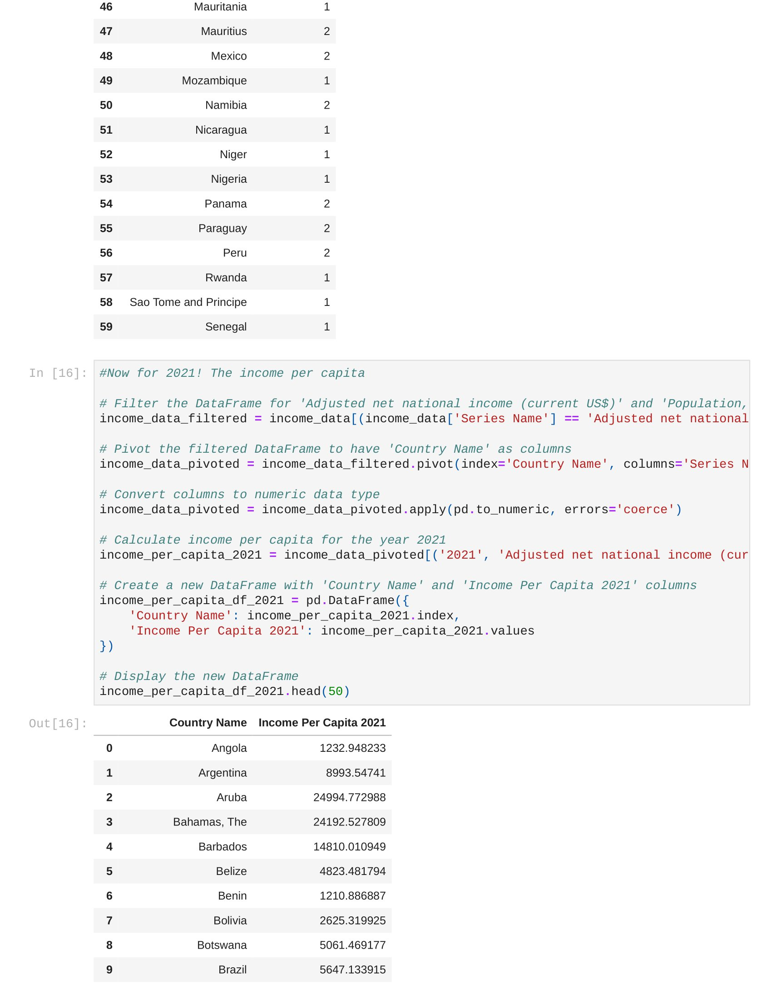 46 Mauritania 1
47 Mauritius 2
48 Mexico 2
49 Mozambique 1
50 Namibia 2
51 Nicaragua 1
52 Niger 1
53 Nigeria 1
54 Panama 2
55 Paraguay 2
56 Peru 2
57 Rwanda 1
58 Sao Tome and Principe 1
59 Senegal 1
In [16]: #Now for 2021! The income per capita
# Filter the DataFrame for 'Adjusted net national income (current US$)' and 'Population,
income_data_filtered = income_data[(income_data['Series Name'] == 'Adjusted net national
# Pivot the filtered DataFrame to have 'Country Name' as columns
income_data_pivoted = income_data_filtered.pivot(index='Country Name', columns='Series N
# Convert columns to numeric data type
income_data_pivoted = income_data_pivoted.apply(pd.to_numeric, errors='coerce')
# Calculate income per capita for the year 2021
income_per_capita_2021 = income_data_pivoted[('2021', 'Adjusted net national income (cur
# Create a new DataFrame with 'Country Name' and 'Income Per Capita 2021' columns
income_per_capita_df_2021 = pd.DataFrame({
    'Country Name': income_per_capita_2021.index,
    'Income Per Capita 2021': income_per_capita_2021.values
})
# Display the new DataFrame
income_per_capita_df_2021.head(50)
Out[16]: Country Name Income Per Capita 2021
0 Angola 1232.948233
1 Argentina 8993.54741
2 Aruba 24994.772988
3 Bahamas, The 24192.527809
4 Barbados 14810.010949
5 Belize 4823.481794
6 Benin 1210.886887
7 Bolivia 2625.319925
8 Botswana 5061.469177
9 Brazil 5647.133915